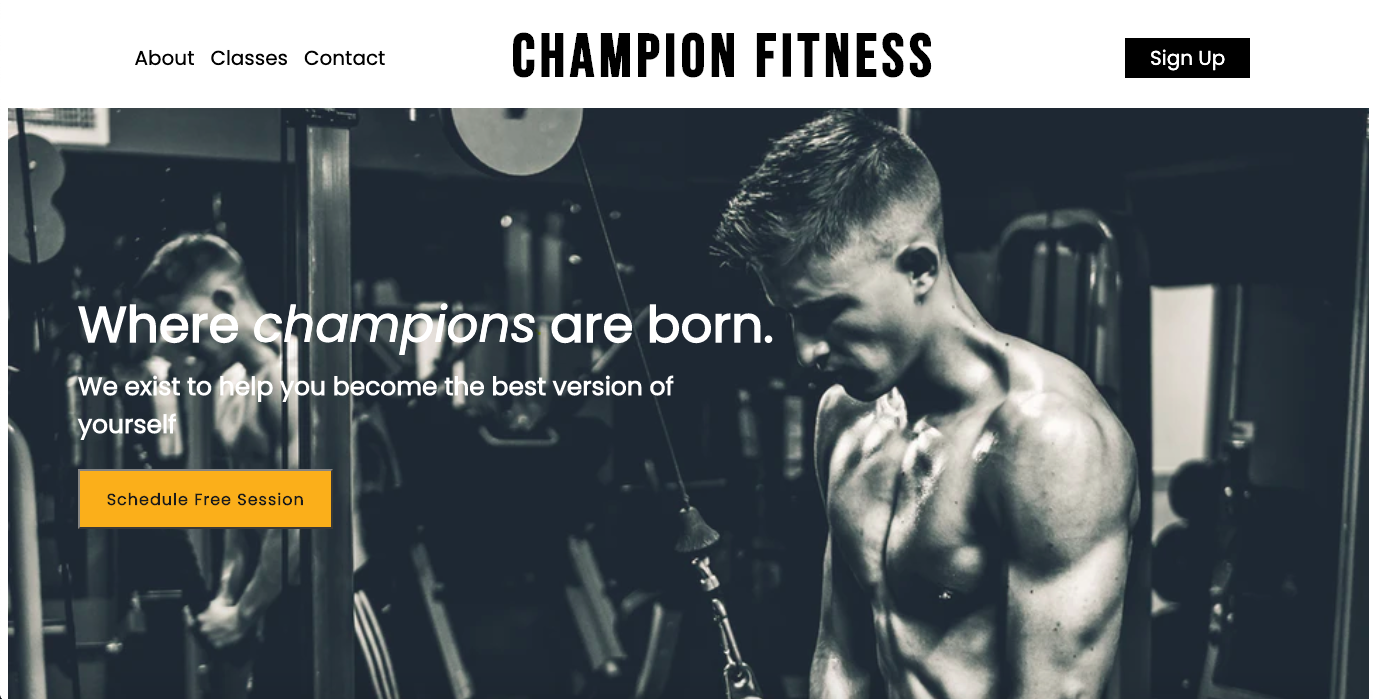 About Classes Contact
CHAMPION FITNESS
Sign Up
Where champions are born.
We exist to help you become the best version of
yourself
Schedule Free Session